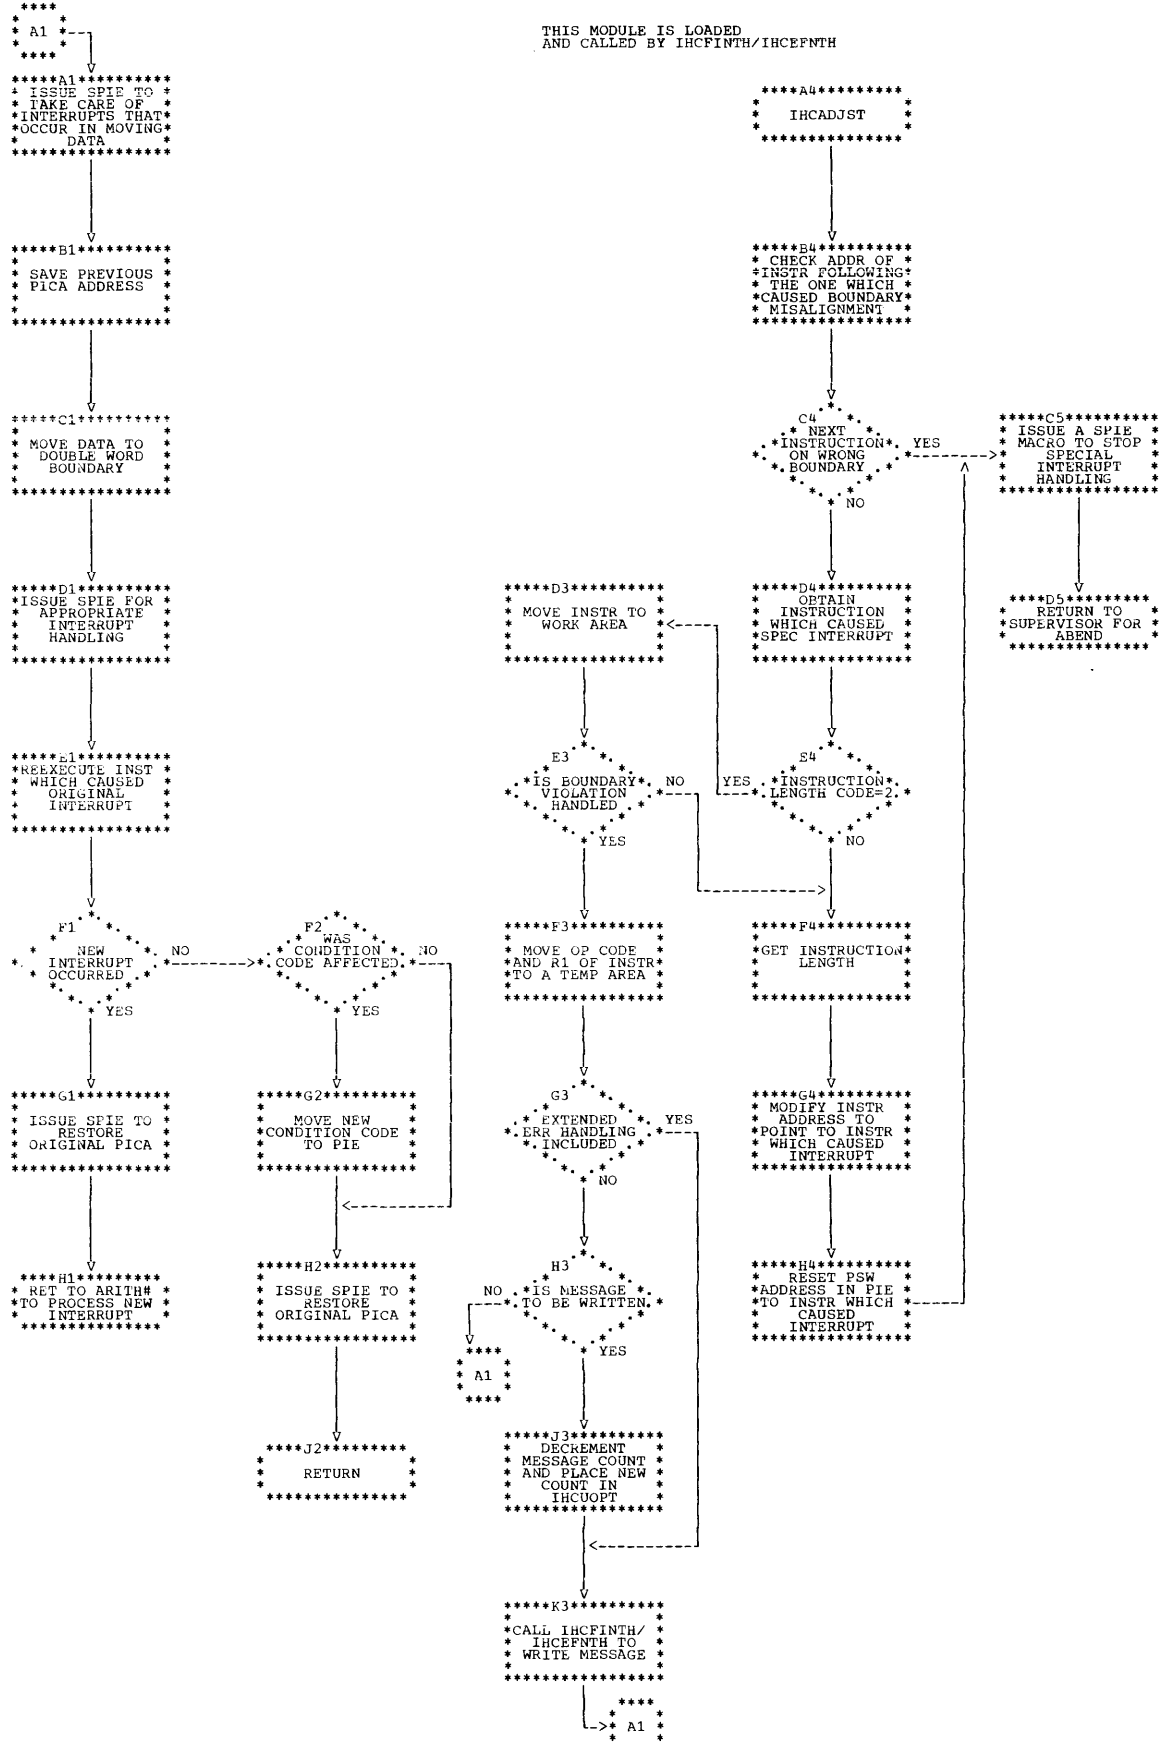 A1
THIS MODULE IS LOADED
AND CALLED BY IHCFINTH/IHCEFNTH
A1
ISSUE SPIE TO
TAKE CARE OF
INTERRUPTS THAT
OCCUR IN MOVING
DATA
A4
IHCADJST
B1
SAVE PREVIOUS
PICA ADDRESS
B4
CHECK ADDR OF
INSTR FOLLOWING
THE ONE WHICH
CAUSED BOUNDARY
MISALIGNMENT
C1
MOVE DATA TO
DOUBLE WORD
BOUNDARY
C4
NEXT
INSTRUCTION
ON WRONG
BOUNDARY
YES
NO
C5
ISSUE A SPIE
MACRO TO STOP
SPECIAL
INTERRUPT
HANDLING
D1
ISSUE SPIE FOR
APPROPRIATE
INTERRUPT
HANDLING
D3
MOVE INSTR TO
WORK AREA
D4
OBTAIN
INSTRUCTION
WHICH CAUSED
SPEC INTERRUPT
D5
RETURN TO
SUPERVISOR FOR
ABEND
E1
REEXECUTE INST
WHICH CAUSED
ORIGINAL
INTERRUPT
E3
IS BOUNDARY
VIOLATION
HANDLED
NO
YES
E4
INSTRUCTION
LENGTH CODE=2
YES
NO
F1
NEW
INTERRUPT
OCCURRED
NO
YES
F2
WAS
CONDITION
CODE AFFECTED
NO
YES
F3
MOVE OP CODE
AND R1 OF INSTR
TO A TEMP AREA
F4
GET INSTRUCTION
LENGTH
G1
ISSUE SPIE TO
RESTORE
ORIGINAL PICA
G2
MOVE NEW
CONDITION CODE
TO PIE
G3
EXTENDED
ERR HANDLING
INCLUDED
YES
NO
G4
MODIFY INSTR
ADDRESS TO
POINT TO INSTR
WHICH CAUSED
INTERRUPT
H1
RET TO ARITH#
TO PROCESS NEW
INTERRUPT
H2
ISSUE SPIE TO
RESTORE
ORIGINAL PICA
H3
IS MESSAGE
TO BE WRITTEN
NO
YES
H4
RESET PSW
ADDRESS IN PIE
TO INSTR WHICH
CAUSED
INTERRUPT
A1
J2
RETURN
J3
DECREMENT
MESSAGE COUNT
AND PLACE NEW
COUNT IN
IHCUOPT
K3
CALL IHCFINTH/
IHCEFNTH TO
WRITE MESSAGE
A1